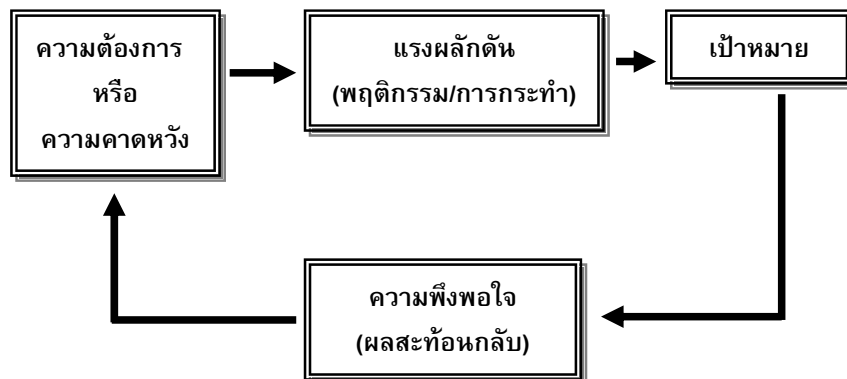 ความต้องการ
หรือ
ความคาดหวัง
แรงผลักดัน
(พฤติกรรม/การกระทำ)
เป้าหมาย
ความพึงพอใจ
(ผลสะท้อนกลับ)